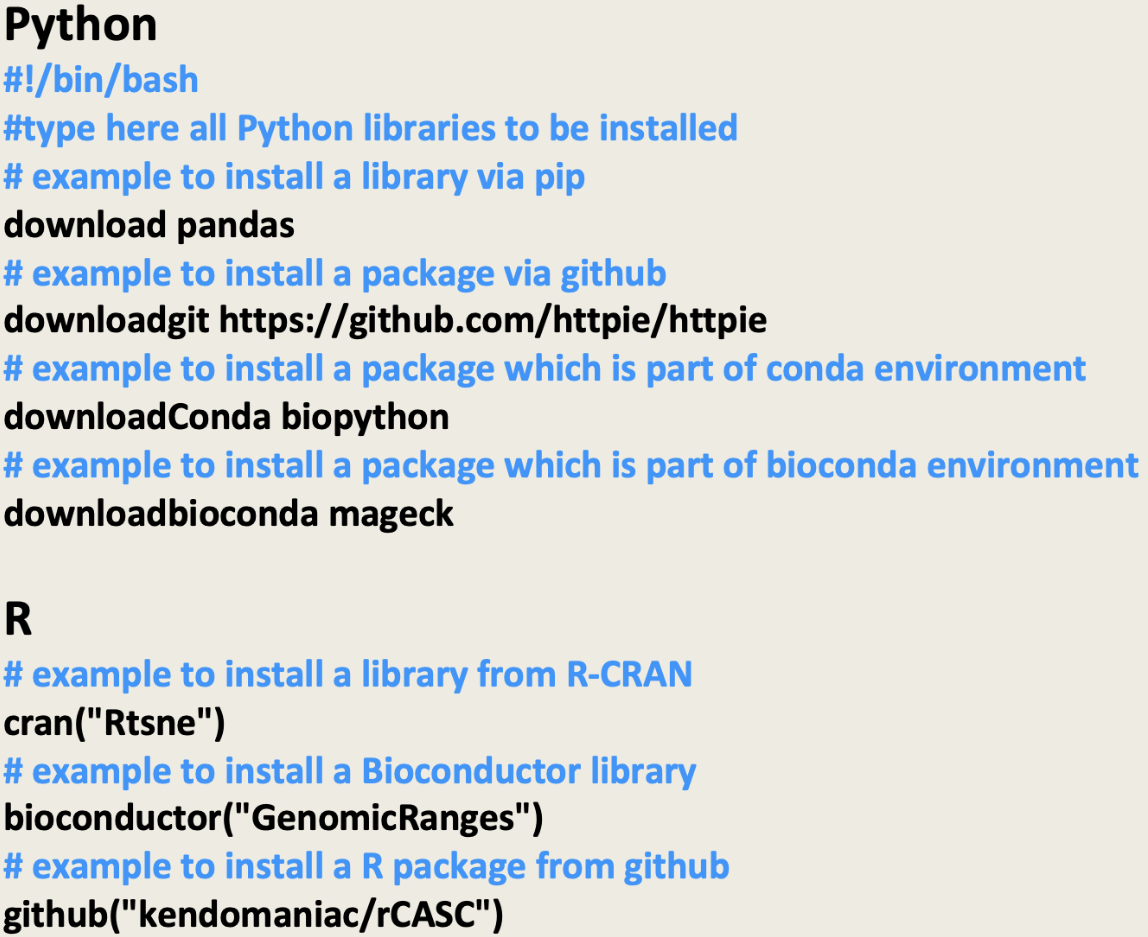 Python
#!/bin/bash
#type here all Python libraries to be installed
# example to install a library via pip
download pandas
# example to install a package via github
downloadgit https://github.com/httpie/httpie
# example to install a package which is part of conda environment
downloadConda biopython
# example to install a package which is part of bioconda environment
downloadbioconda mageck
R
# example to install a library from R-CRAN
cran("Rtsne")
# example to install a Bioconductor library
bioconductor("GenomicRanges")
# example to install a R package from github
github("kendomaniac/rCASC")